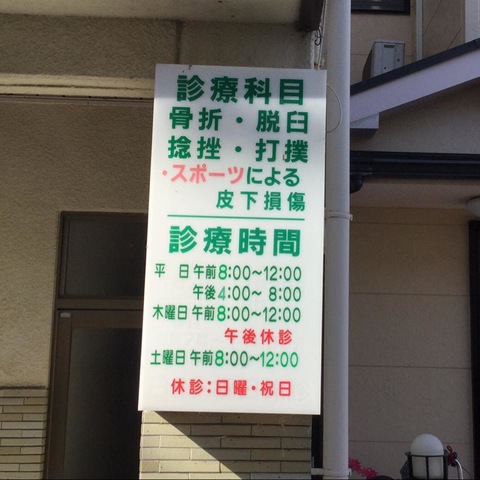 診療科目
骨折・脱臼
捻挫・打撲
・スポーツによる
皮下損傷
診療時間
平　日 午前8:00〜12:00
午後4:00〜 8:00
木曜日 午前8:00〜12:00
午後休診
土曜日 午前8:00〜12:00
休診：日曜・祝日